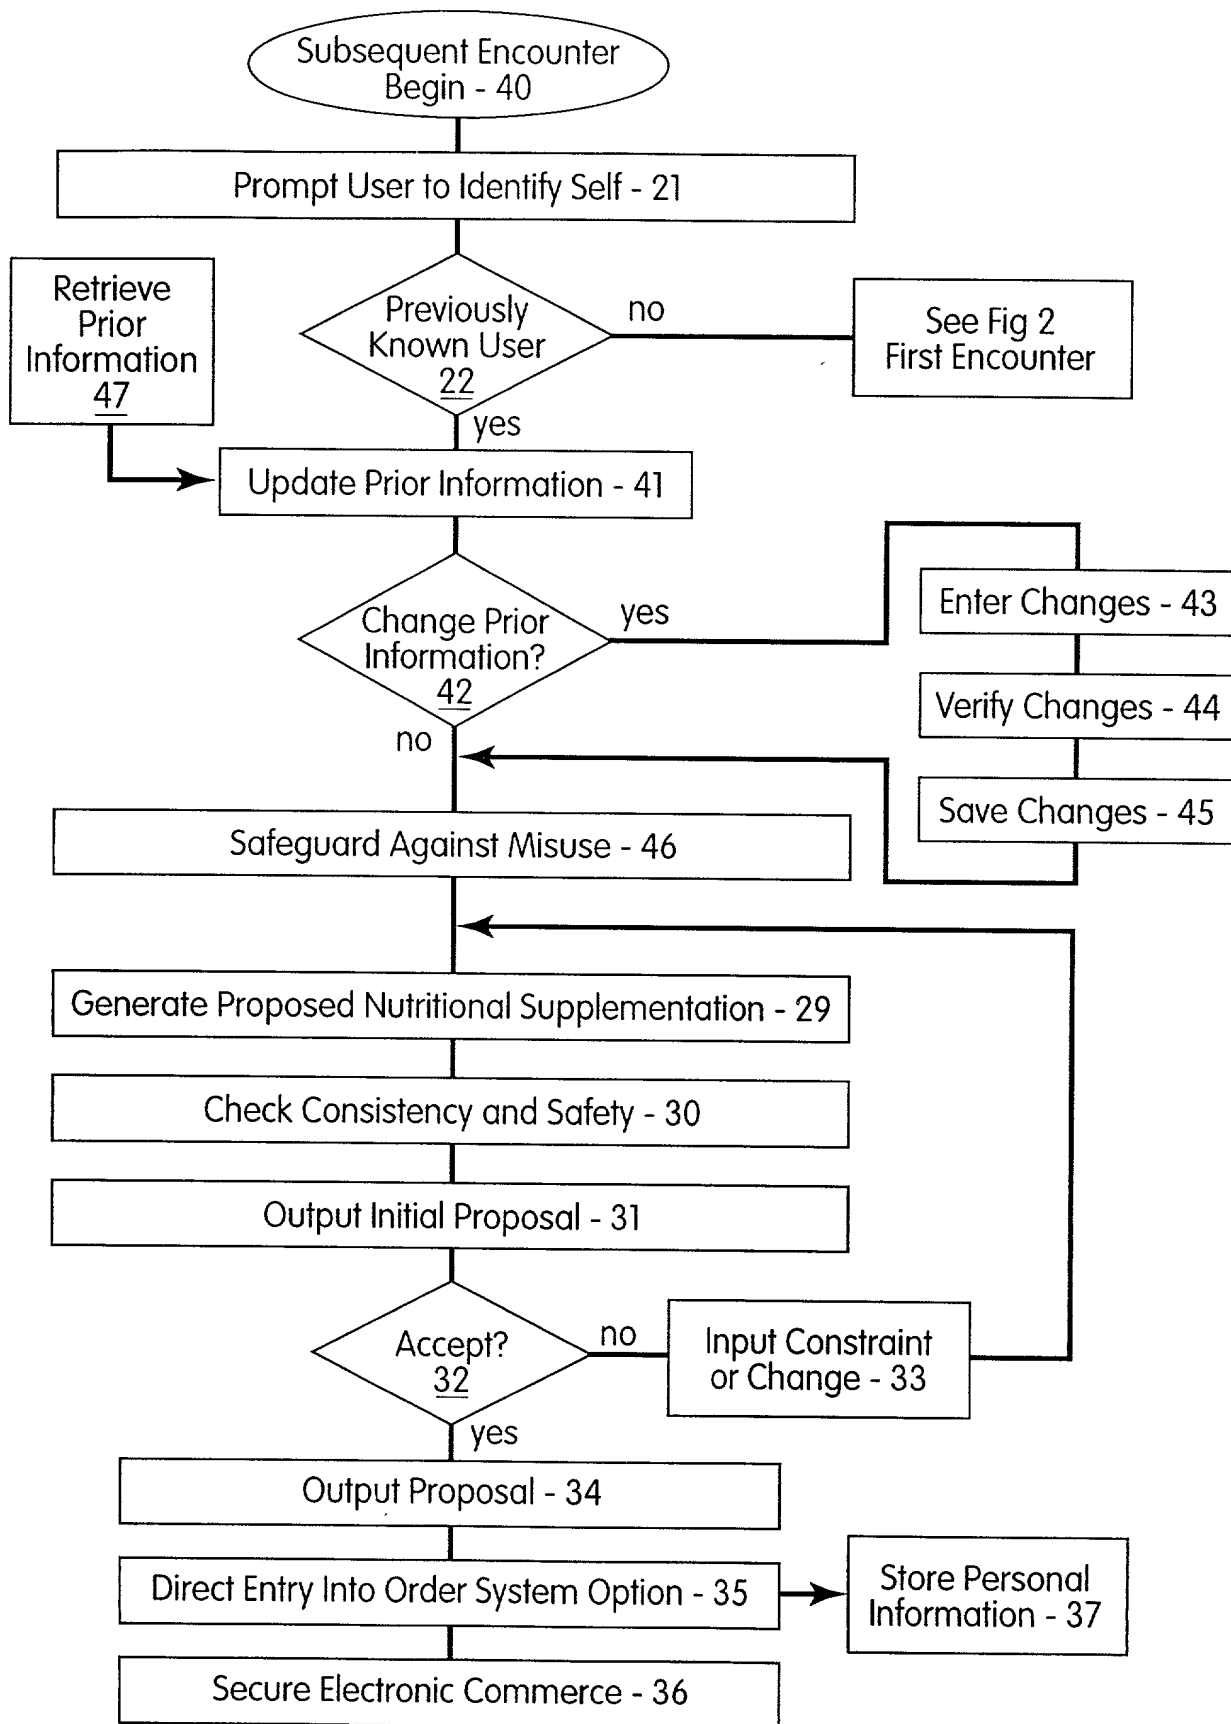 Subsequent Encounter
Begin - 40
Prompt User to Identify Self - 21
Retrieve
Prior
Information
47
Previously
Known User
22
no
See Fig 2
First Encounter
yes
Update Prior Information - 41
Change Prior
Information?
42
yes
Enter Changes - 43
Verify Changes - 44
Save Changes - 45
no
Safeguard Against Misuse - 46
Generate Proposed Nutritional Supplementation - 29
Check Consistency and Safety - 30
Output Initial Proposal - 31
Accept?
32
no
Input Constraint
or Change - 33
yes
Output Proposal - 34
Direct Entry Into Order System Option - 35
Store Personal
Information - 37
Secure Electronic Commerce - 36